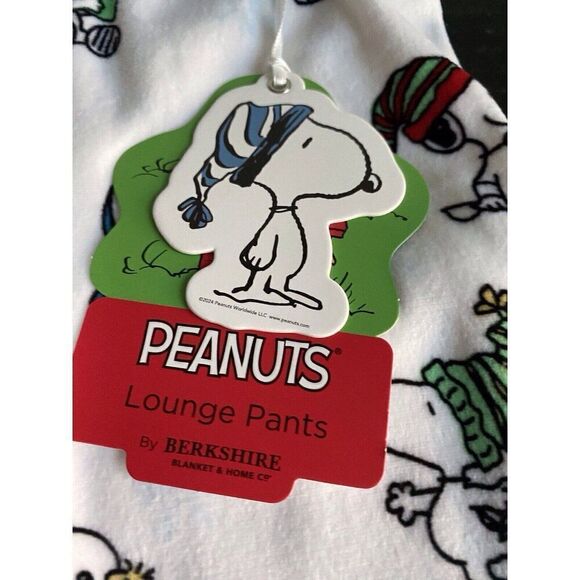 ©2024 Peanuts Worldwide LLC www.peanuts.com
PEANUTS®
Lounge Pants
By BERKSHIRE
BLANKET & HOME Cº